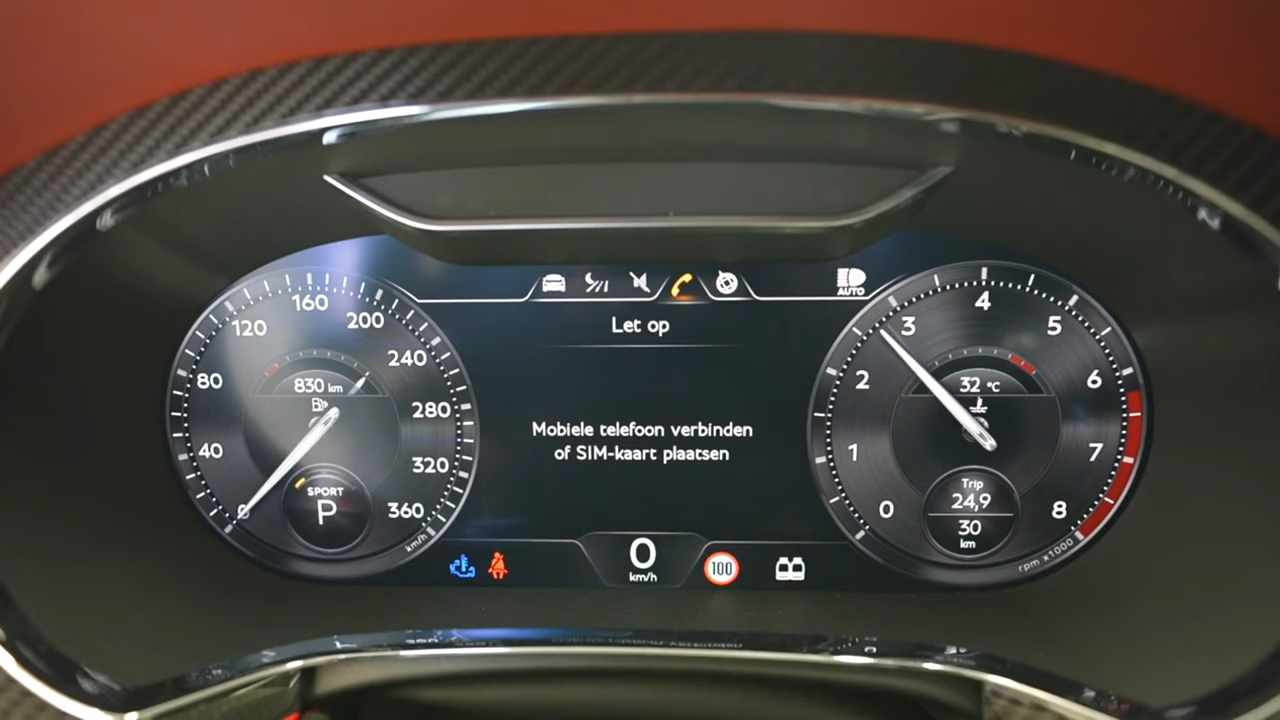 AUTO
Let op
Mobiele telefoon verbinden
of SIM-kaart plaatsen
0
40
80
120
160
200
240
280
320
360
km/h
830 km
SPORT
P
0
km/h
100
0
1
2
3
4
5
6
7
8
rpm x1000
32 °C
Trip
24,9
30
km